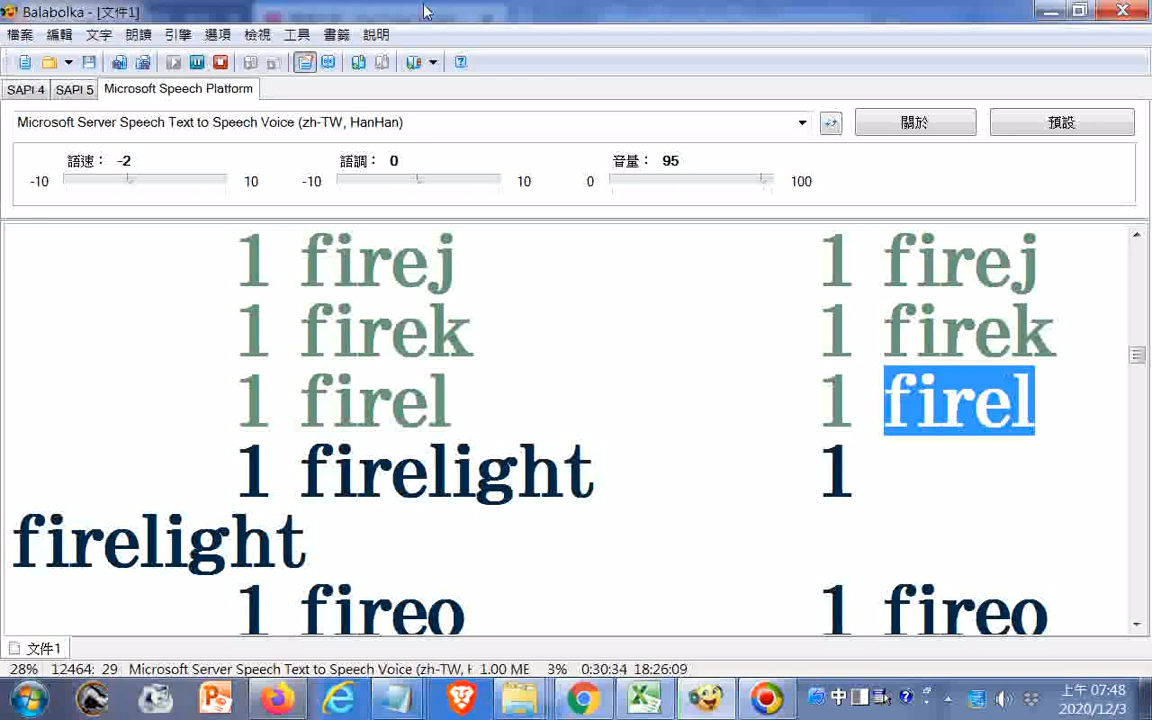 Balabolka - [文件1]
檔案 編輯 文字 朗讀 引擎 選項 檢視 工具 書籤 說明
SAPI 4 SAPI 5 Microsoft Speech Platform
Microsoft Server Speech Text to Speech Voice (zh-TW, HanHan) 關於 預設
語速： -2 語調： 0 音量： 95
-10 10 -10 10 0 100
1 firej 1 firej
1 firek 1 firek
1 firel 1 firel
1 firelight 1
firelight
1 fireo 1 fireo
文件1
28% 12464: 29 Microsoft Server Speech Text to Speech Voice (zh-TW, H 1.00 ME 3% 0:30:34 18:26:09
中 上午 07:48
2020/12/3